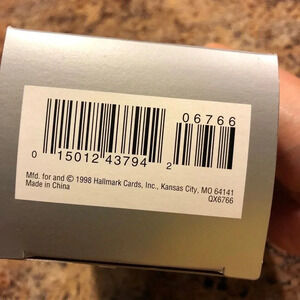 06766
0 15012 43794 2
Mfd. for and © 1998 Hallmark Cards, Inc., Kansas City, MO 64141
Made in China
QX6766